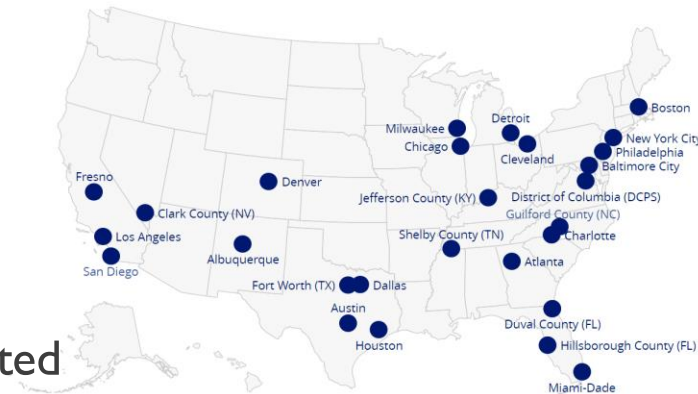 Boston
Detroit
Milwaukee
New York City
Chicago
Philadelphia
Cleveland
Baltimore City
Fresno
Denver
Jefferson County (KY)
District of Columbia (DCPS)
Clark County (NV)
Guilford County (NC)
Los Angeles
Shelby County (TN)
Charlotte
Albuquerque
Atlanta
San Diego
Fort Worth (TX)
Dallas
Austin
Duval County (FL)
Houston
Hillsborough County (FL)
ted
Miami-Dade